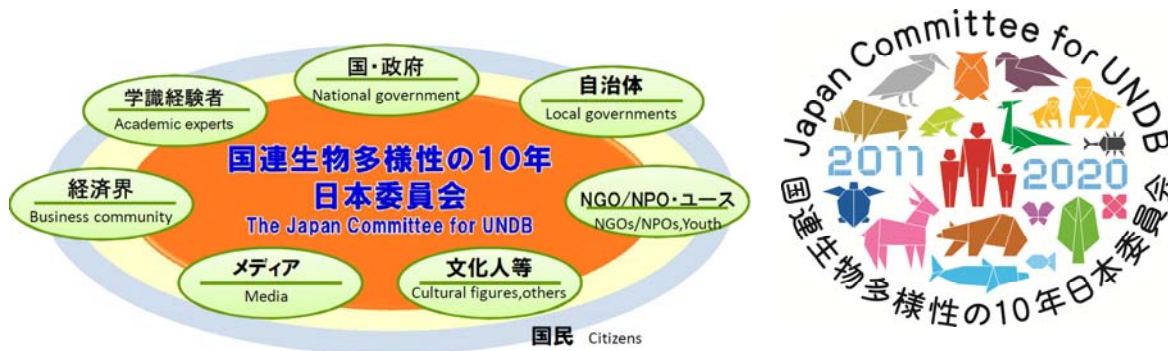 国・政府
National government
学識経験者
Academic experts
自治体
Local governments
国連生物多様性の10年
日本委員会
The Japan Committee for UNDB
経済界
Business community
NGO/NPO・ユース
NGOs/NPOs,Youth
メディア
Media
文化人等
Cultural figures,others
国民 Citizens
Japan Committee for UNDB
2011 2020
国連生物多様性の10年日本委員会